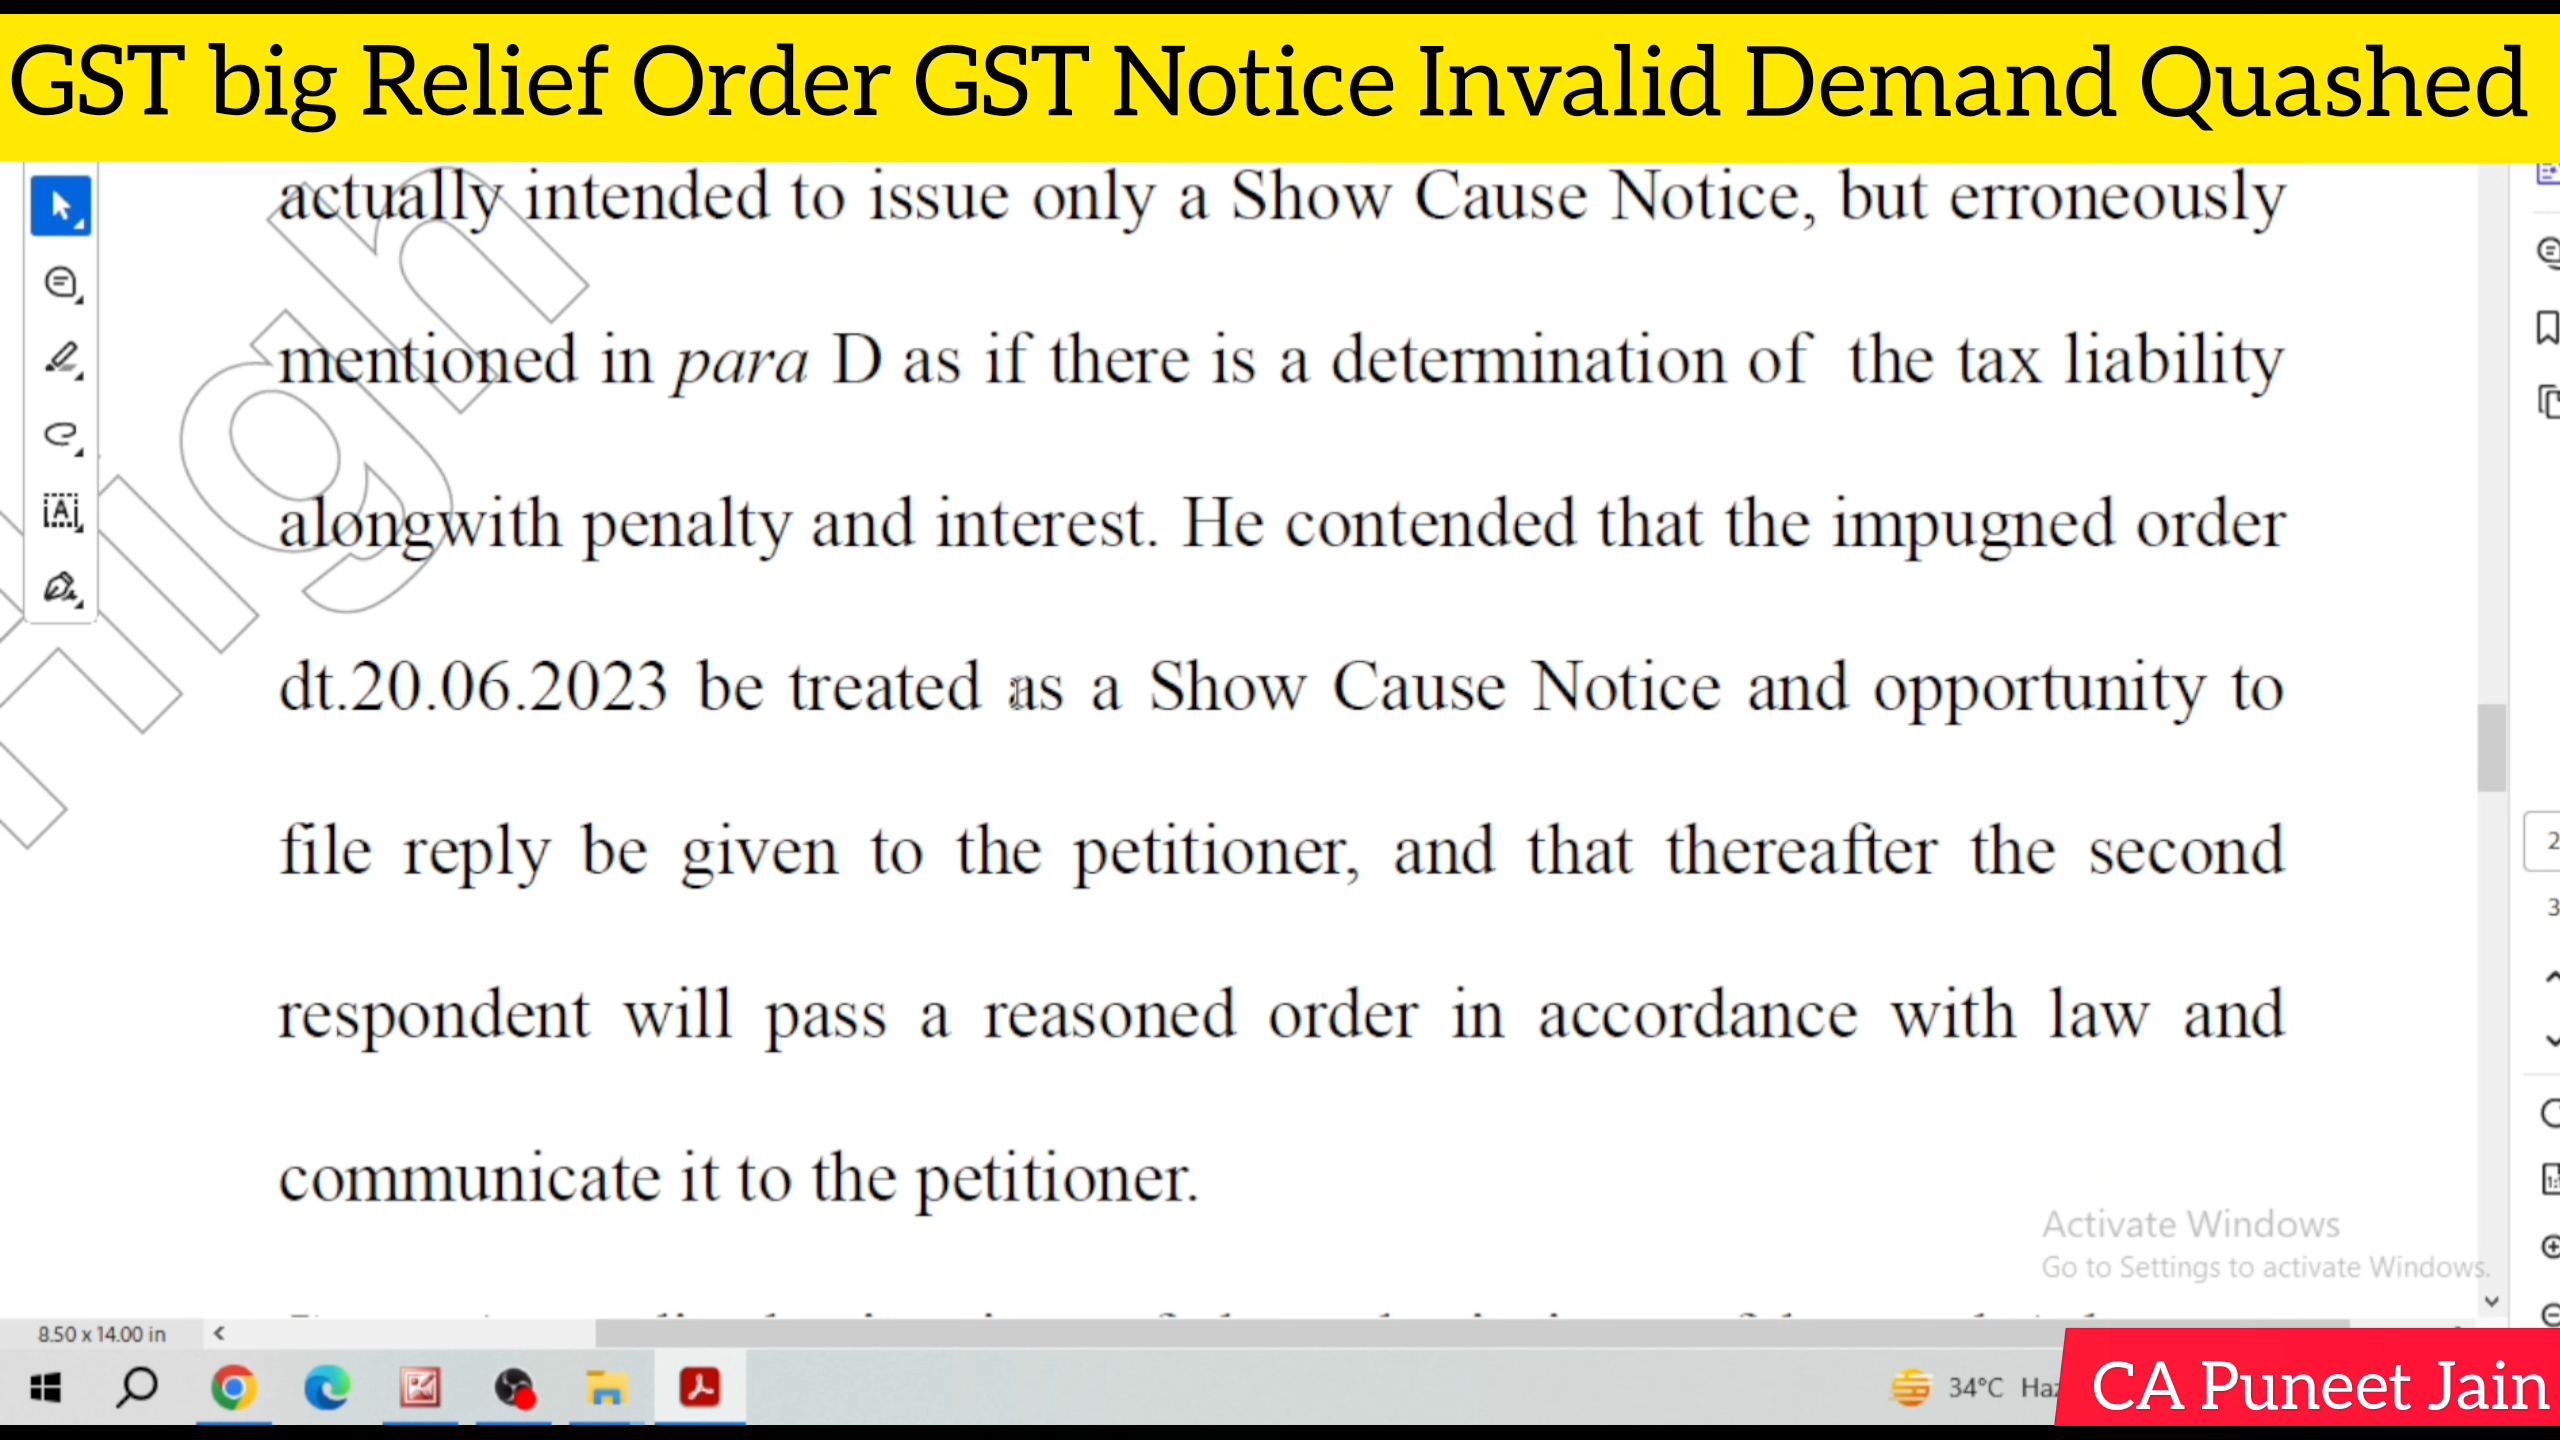 GST big Relief Order GST Notice Invalid Demand Quashed
actually intended to issue only a Show Cause Notice, but erroneously
mentioned in para D as if there is a determination of the tax liability
alongwith penalty and interest. He contended that the impugned order
dt.20.06.2023 be treated as a Show Cause Notice and opportunity to
file reply be given to the petitioner, and that thereafter the second
respondent will pass a reasoned order in accordance with law and
communicate it to the petitioner.
High
2
3
Activate Windows
Go to Settings to activate Windows.
8.50 x 14.00 in
34°C
CA Puneet Jain